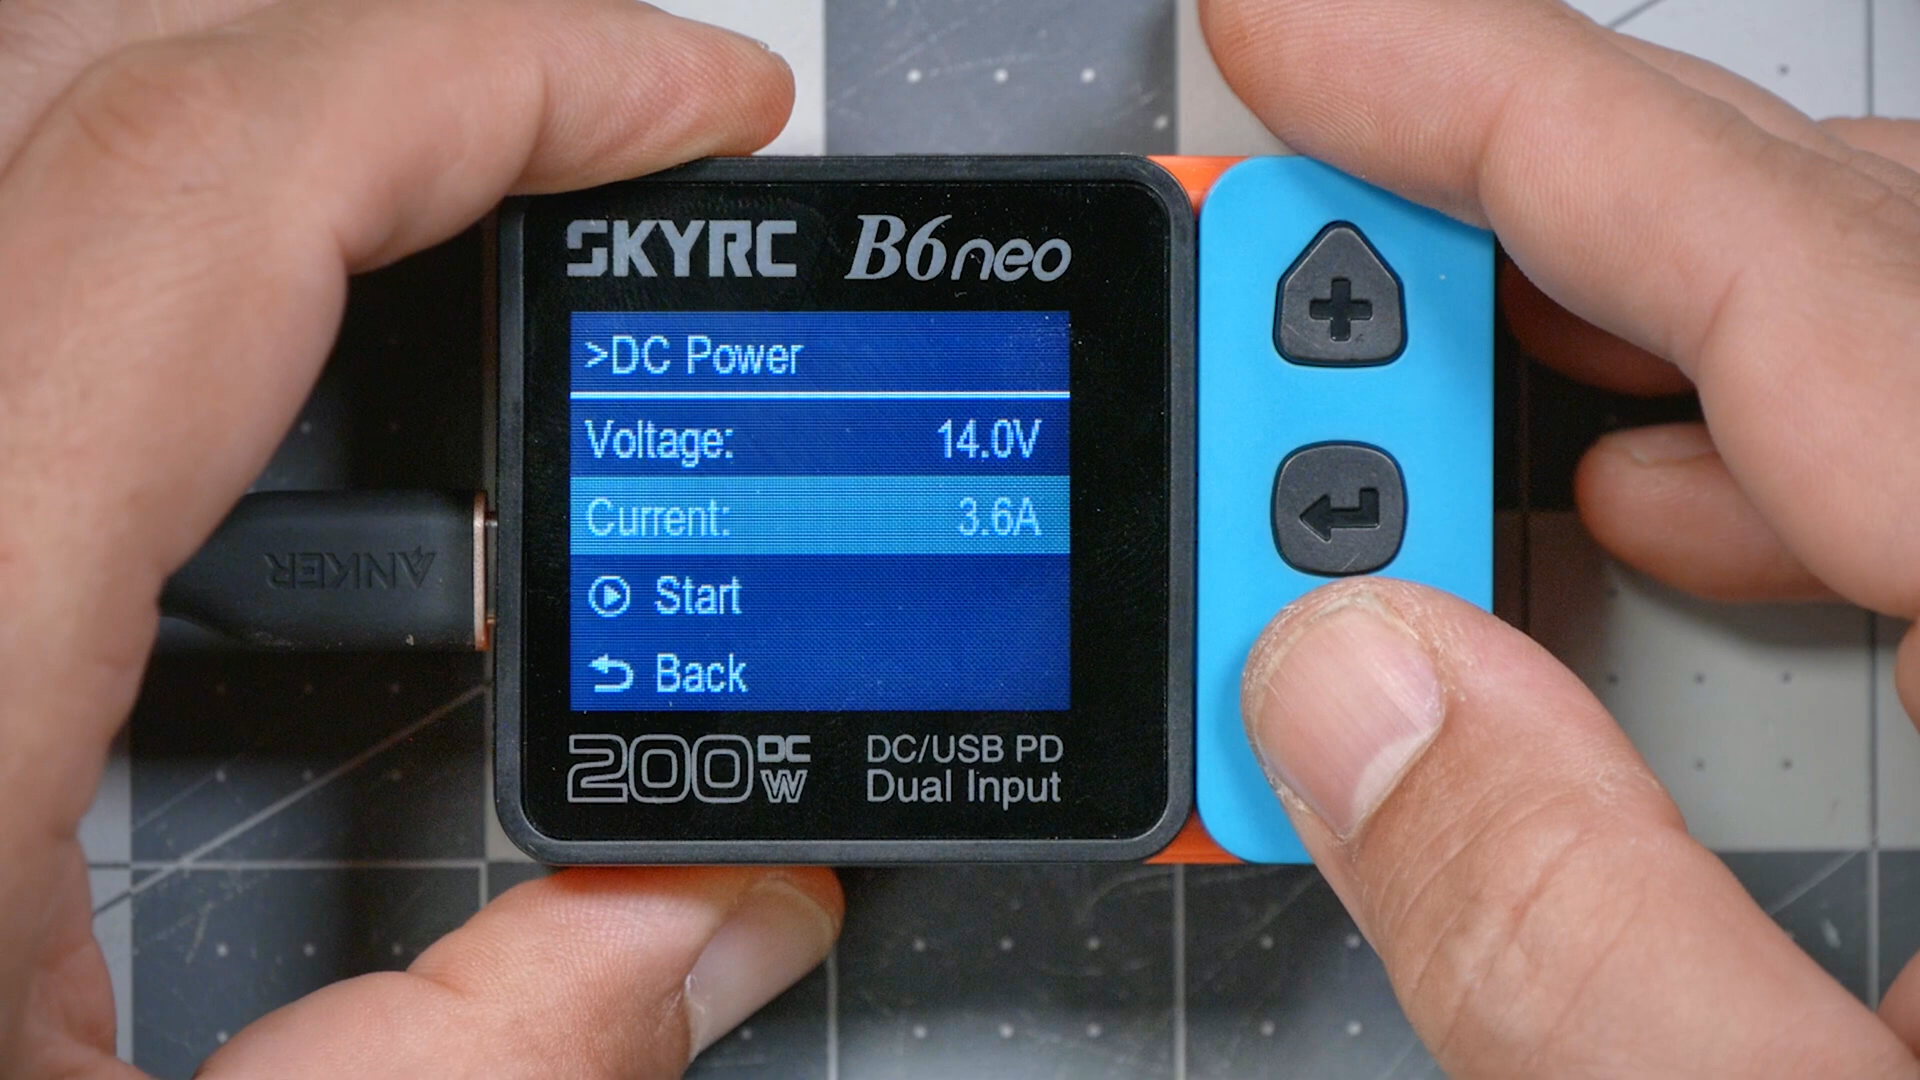 SKYRC B6neo
>DC Power
Voltage: 14.0V
Current: 3.6A
Start
Back
200 DC W
DC/USB PD
Dual Input
ANKER